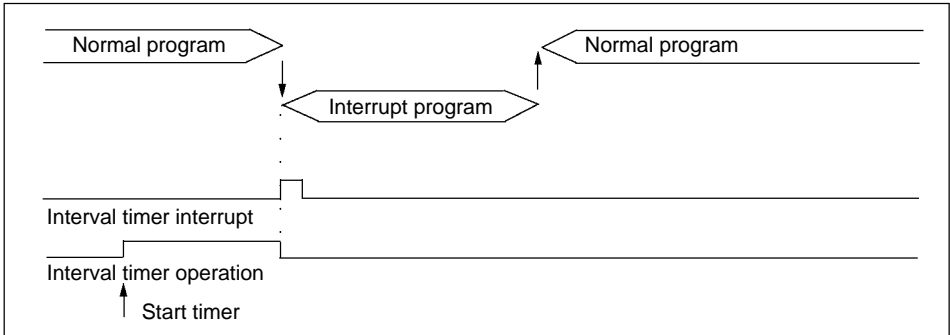 Normal program
Normal program
Interrupt program
Interval timer interrupt
Interval timer operation
Start timer